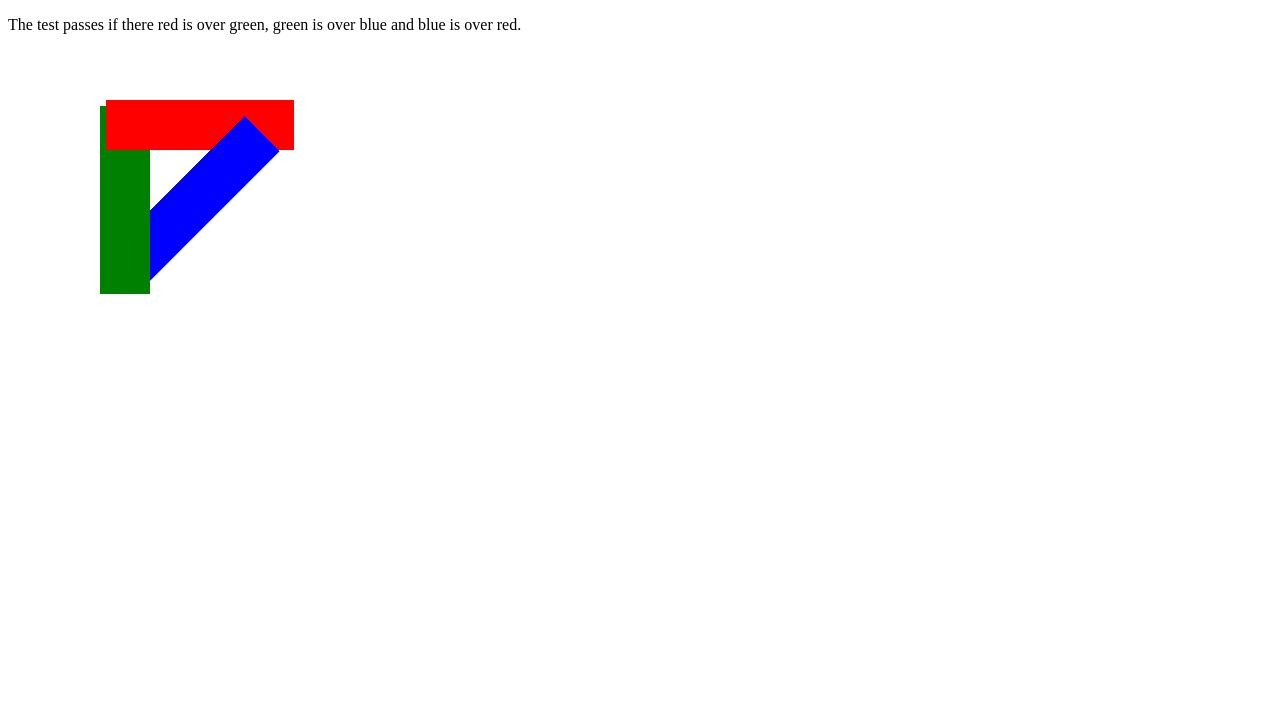 The test passes if there red is over green, green is over blue and blue is over red.